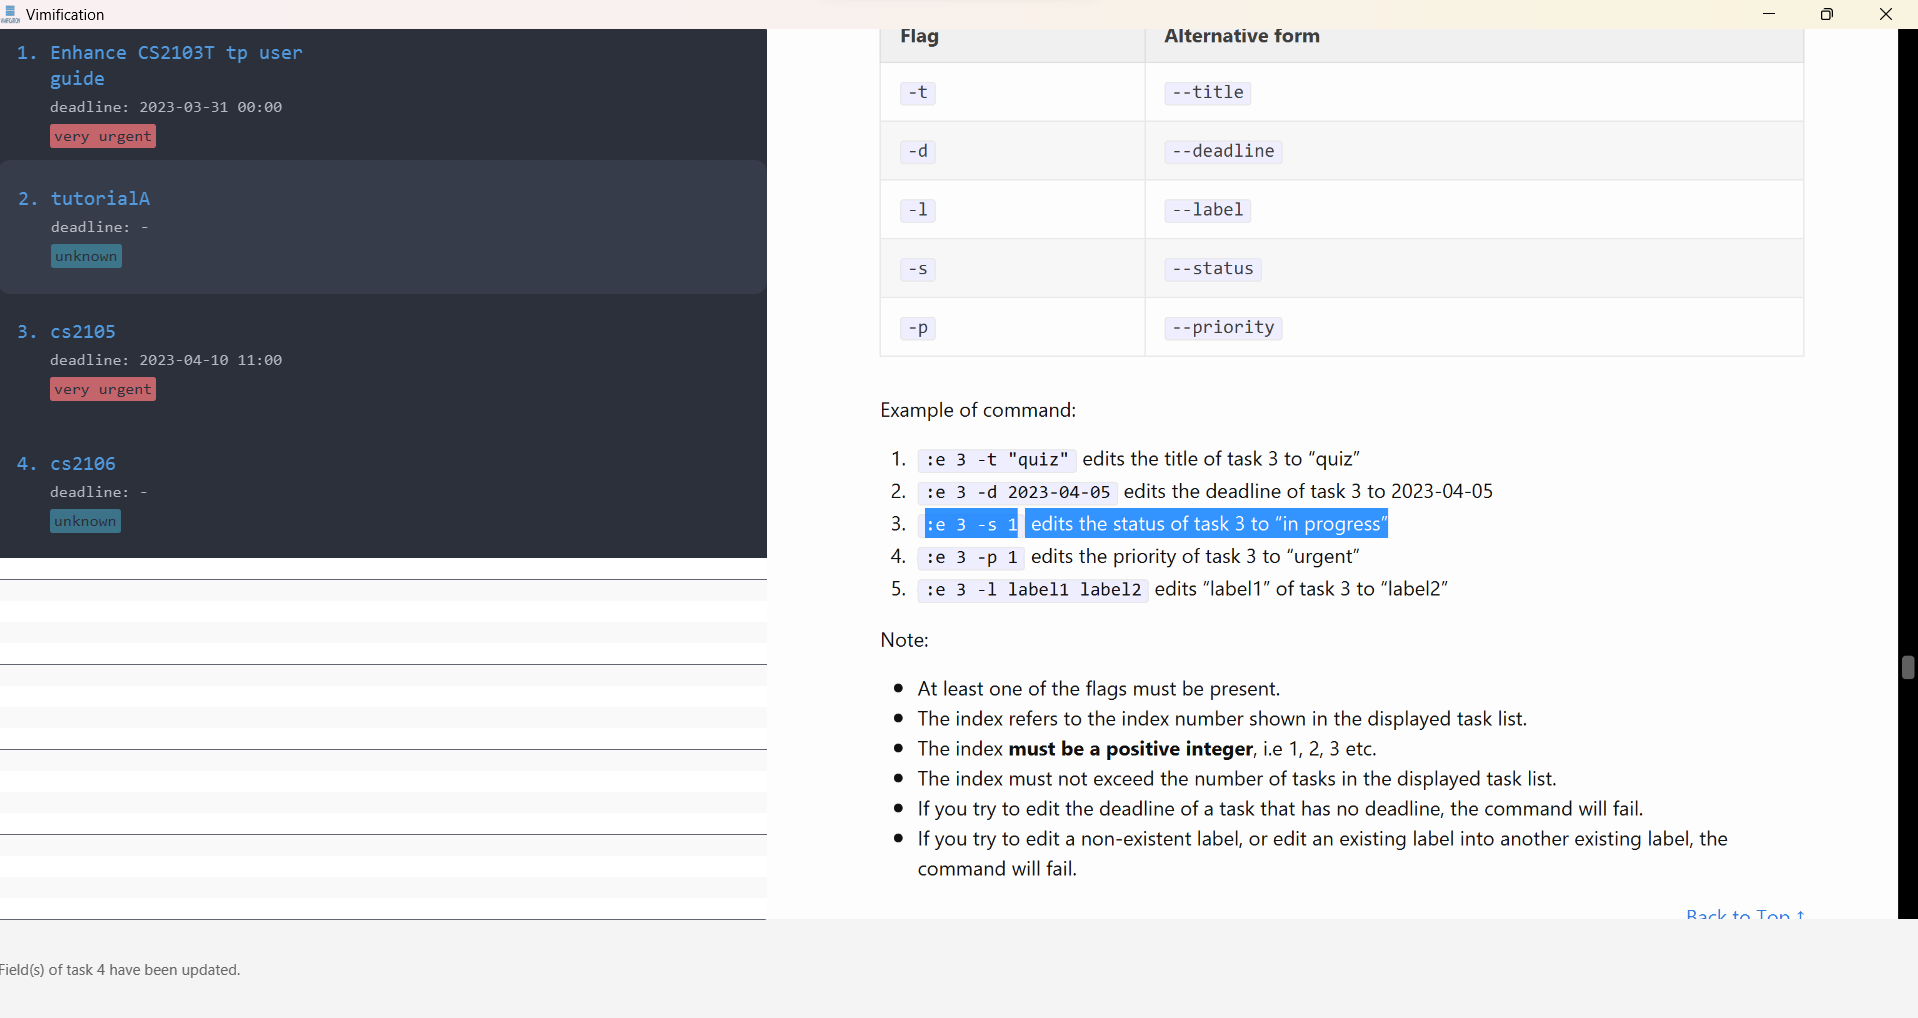 Vimification
1. Enhance CS2103T tp user
guide
deadline: 2023-03-31 00:00
very urgent
2. tutorialA
deadline: -
unknown
3. cs2105
deadline: 2023-04-10 11:00
very urgent
4. cs2106
deadline: -
unknown
Flag Alternative form
-t --title
-d --deadline
-l --label
-s --status
-p --priority
Example of command:
1. :e 3 -t "quiz" edits the title of task 3 to “quiz”
2. :e 3 -d 2023-04-05 edits the deadline of task 3 to 2023-04-05
3. :e 3 -s 1 edits the status of task 3 to “in progress”
4. :e 3 -p 1 edits the priority of task 3 to “urgent”
5. :e 3 -l label1 label2 edits “label1” of task 3 to “label2”
Note:
• At least one of the flags must be present.
• The index refers to the index number shown in the displayed task list.
• The index must be a positive integer, i.e 1, 2, 3 etc.
• The index must not exceed the number of tasks in the displayed task list.
• If you try to edit the deadline of a task that has no deadline, the command will fail.
• If you try to edit a non-existent label, or edit an existing label into another existing label, the
command will fail.
Back to Top ↑
Field(s) of task 4 have been updated.